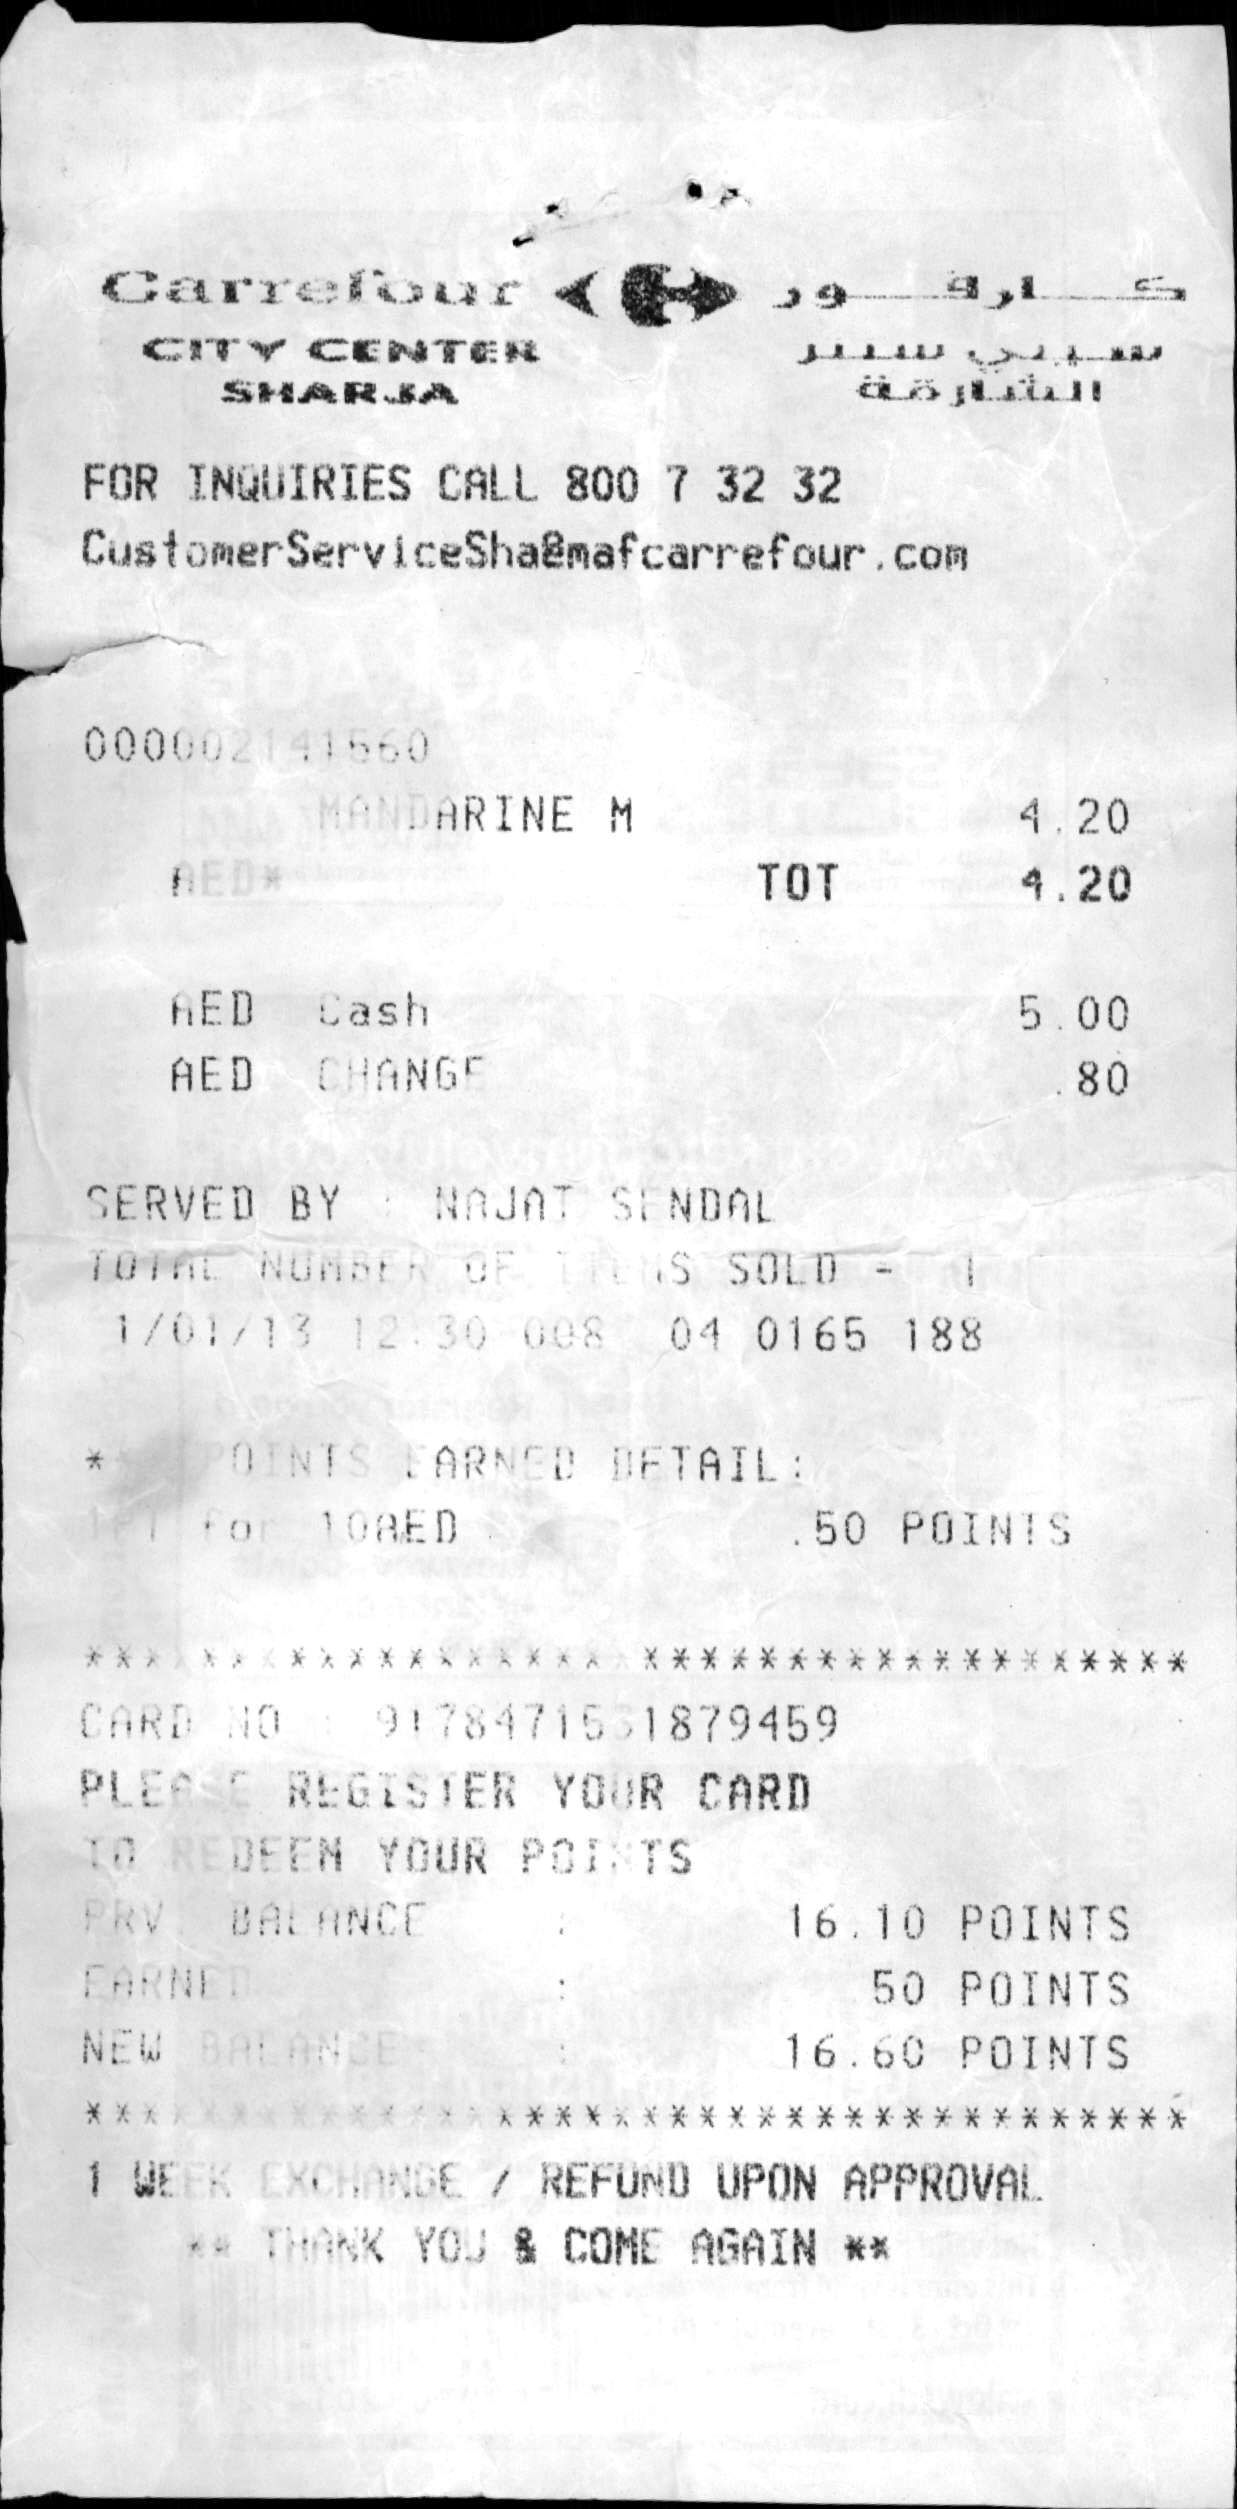 Carrefour كارفور
CITY CENTER سيتي سنتر
SHARJA الشارقة
FOR INQUIRIES CALL 800 7 32 32
CustomerServiceSha@mafcarrefour.com
000002141660
MANDARINE M 4.20
AED* TOT 4.20
AED Cash 5.00
AED CHANGE .80
SERVED BY : NAJAT SENDAL
TOTAL NUMBER OF ITEMS SOLD = 1
1/01/13 12:30 008 04 0165 188
POINTS EARNED DETAIL:
1PT for 10AED .50 POINTS
**************************************
CARD NO :
PLEASE REGISTER YOUR CARD
TO REDEEM YOUR POINTS
PRV. BALANCE : 16.10 POINTS
EARNED : .50 POINTS
NEW BALANCE : 16.60 POINTS
**************************************
1 WEEK EXCHANGE / REFUND UPON APPROVAL
** THANK YOU & COME AGAIN **